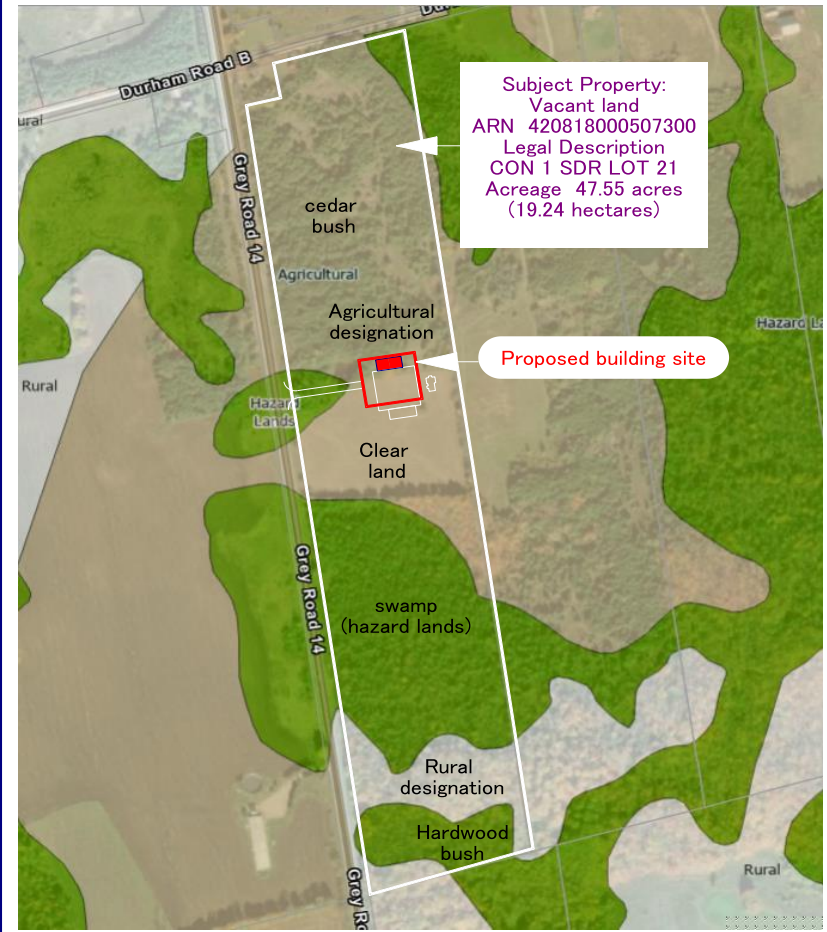 Durham Road B
Subject Property:
Vacant land
ARN 420818000507300
Legal Description
CON 1 SDR LOT 21
Acreage 47.55 acres
(19.24 hectares)
Grey Road 14
cedar
bush
Agricultural
Agricultural
designation
Proposed building site
Rural
Hazard
Lands
Clear
land
Grey Road 14
swamp
(hazard lands)
Rural
designation
Hardwood
bush
Rural